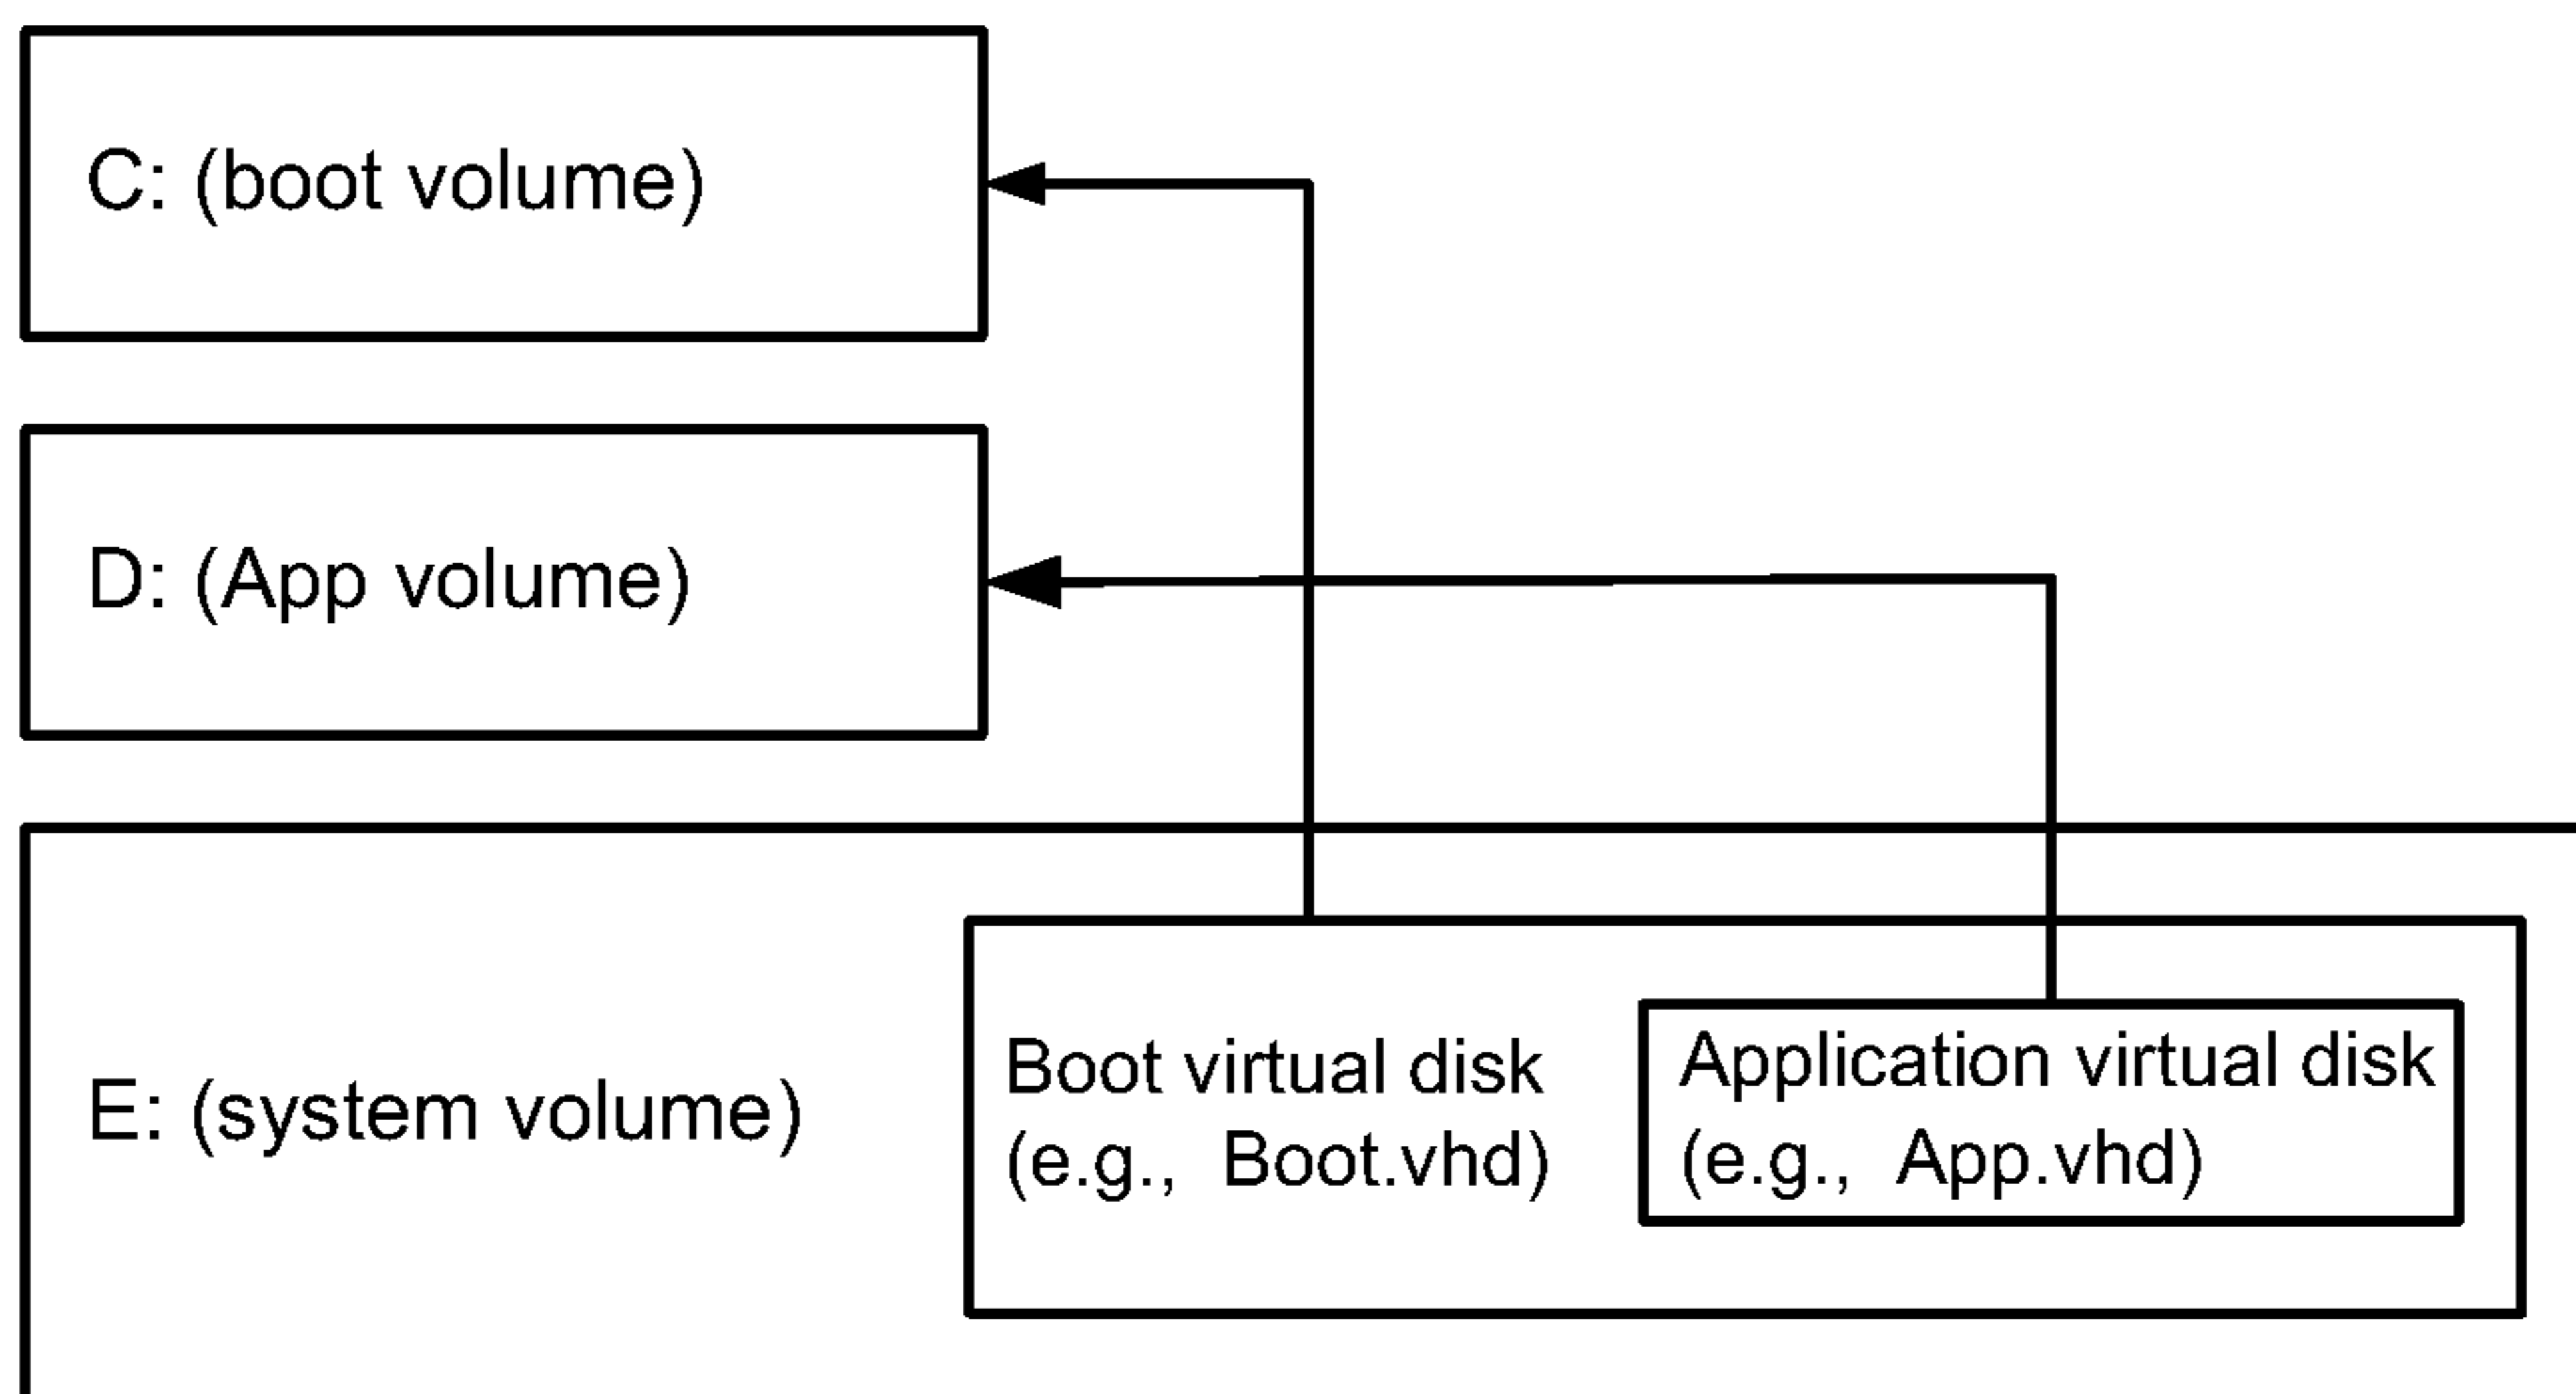 C: (boot volume)
D: (App volume)
E: (system volume)
Boot virtual disk
(e.g., Boot.vhd)
Application virtual disk
(e.g., App.vhd)